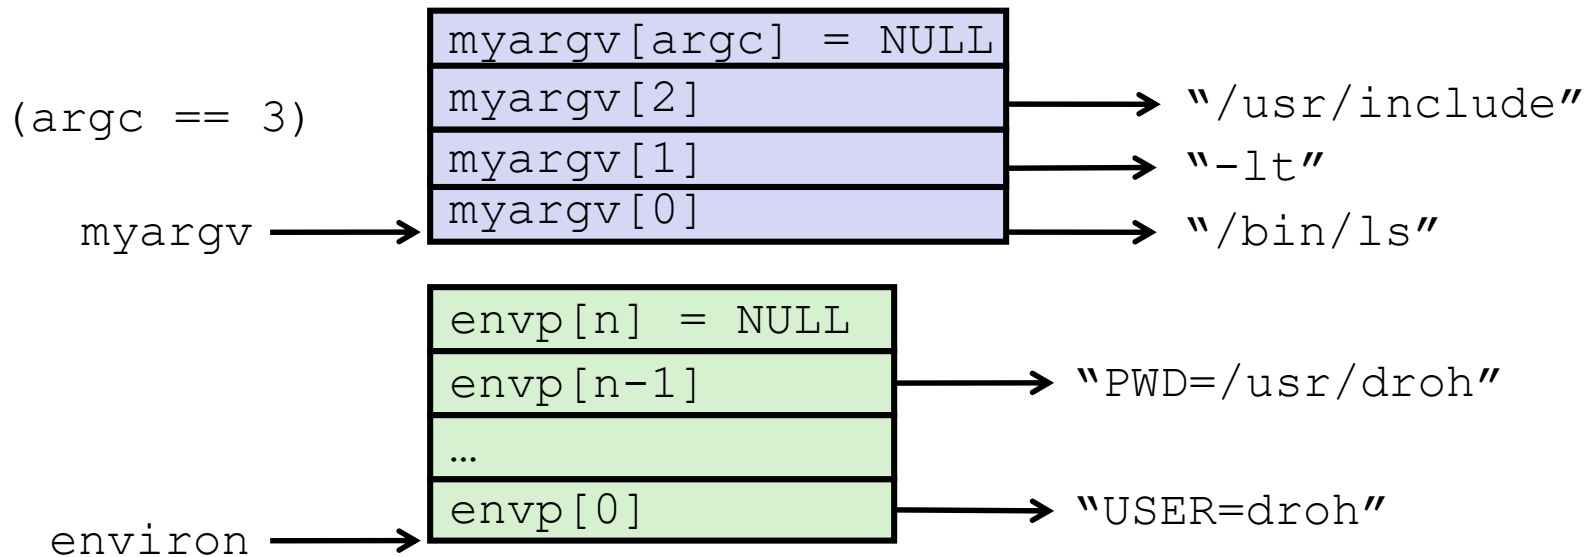 myargv[argc] = NULL
(argc == 3)
myargv[2]
“/usr/include”
myargv[1]
“-lt”
myargv
myargv[0]
“/bin/ls”
envp[n] = NULL
envp[n-1]
“PWD=/usr/droh”
…
environ
envp[0]
“USER=droh”